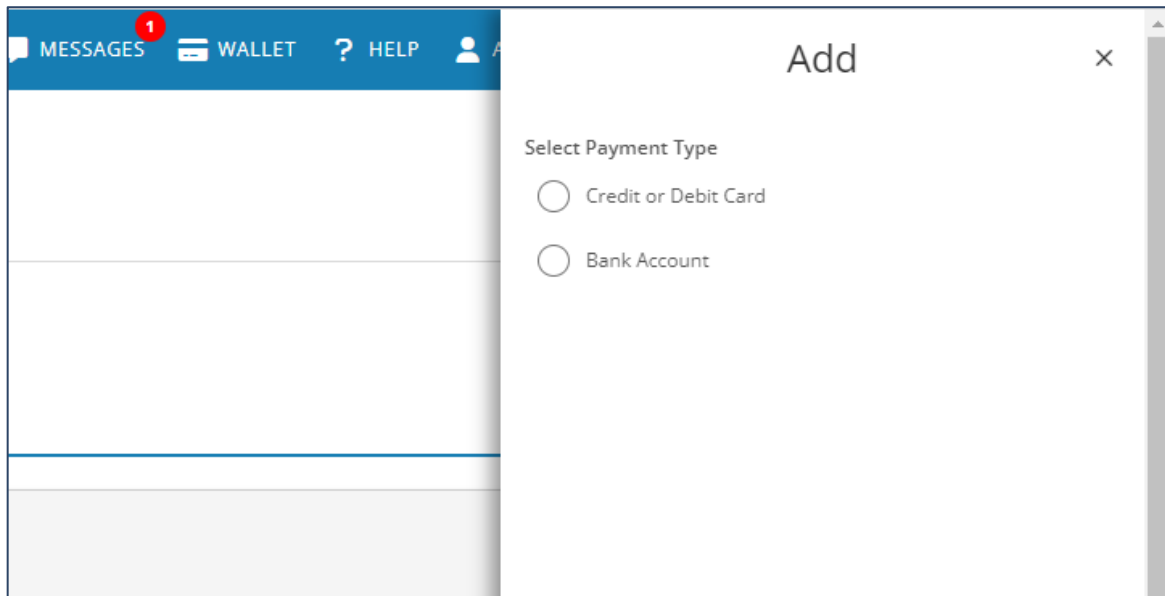 1
MESSAGES WALLET ? HELP
Add ×
Select Payment Type
Credit or Debit Card
Bank Account